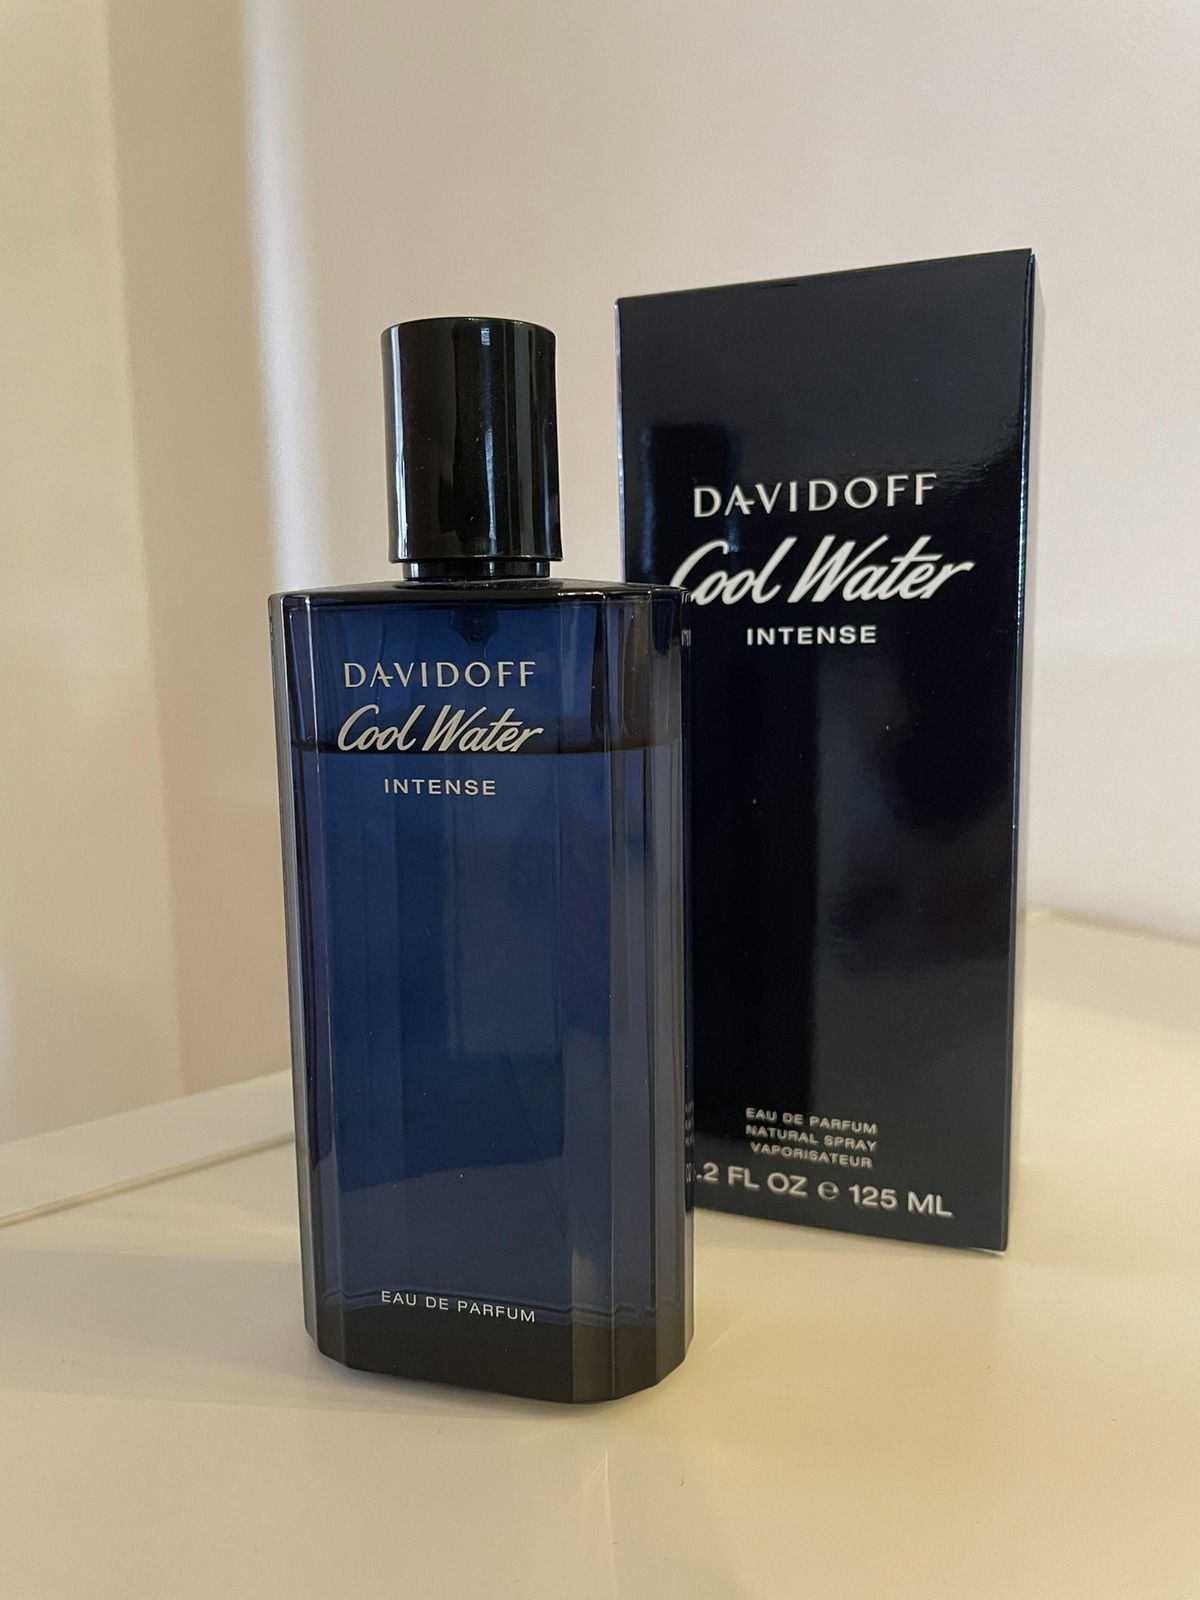 DAVIDOFF
Cool Water
INTENSE
EAU DE PARFUM
DAVIDOFF
Cool Water
INTENSE
EAU DE PARFUM
NATURAL SPRAY
VAPORISATEUR
.2 FL OZ ℮ 125 ML